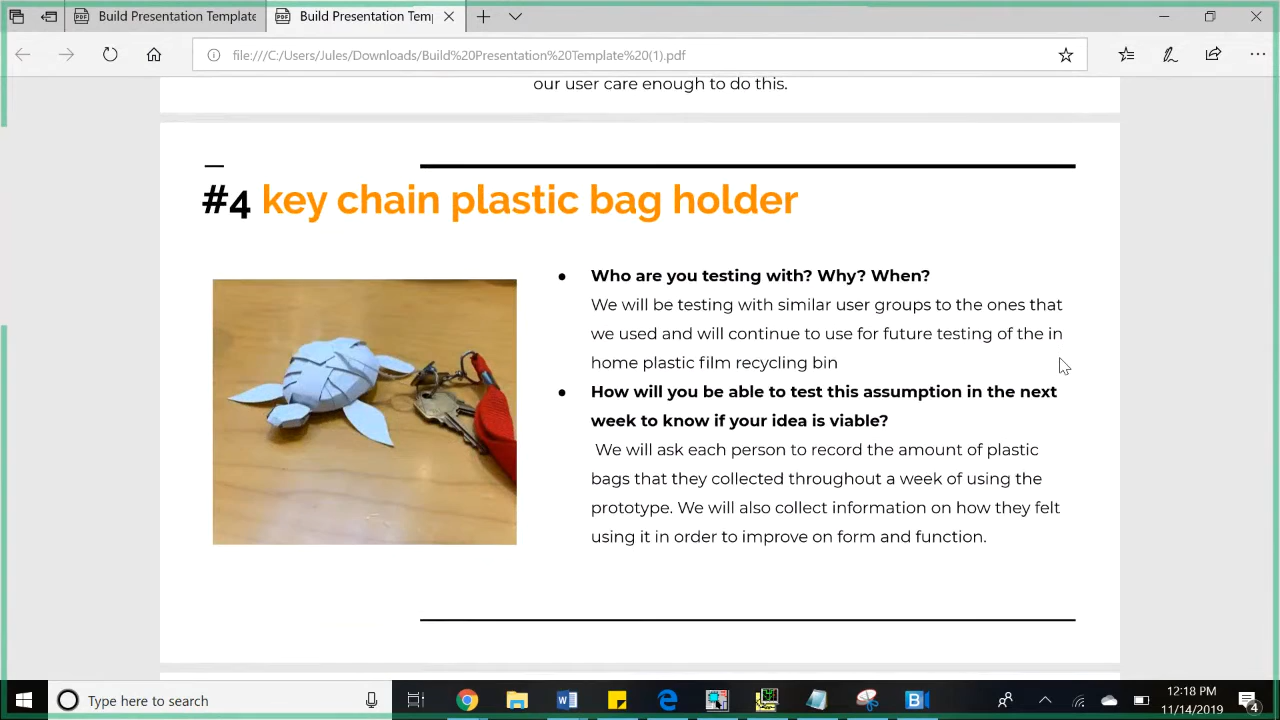 Build Presentation Template
Build Presentation Temp
file:///C:/Users/Jules/Downloads/Build%20Presentation%20Template%20(1).pdf
our user care enough to do this.
#4 key chain plastic bag holder
● Who are you testing with? Why? When?
We will be testing with similar user groups to the ones that
we used and will continue to use for future testing of the in
home plastic film recycling bin
● How will you be able to test this assumption in the next
week to know if your idea is viable?
We will ask each person to record the amount of plastic
bags that they collected throughout a week of using the
prototype. We will also collect information on how they felt
using it in order to improve on form and function.
Type here to search
12:18 PM
11/14/2019
4